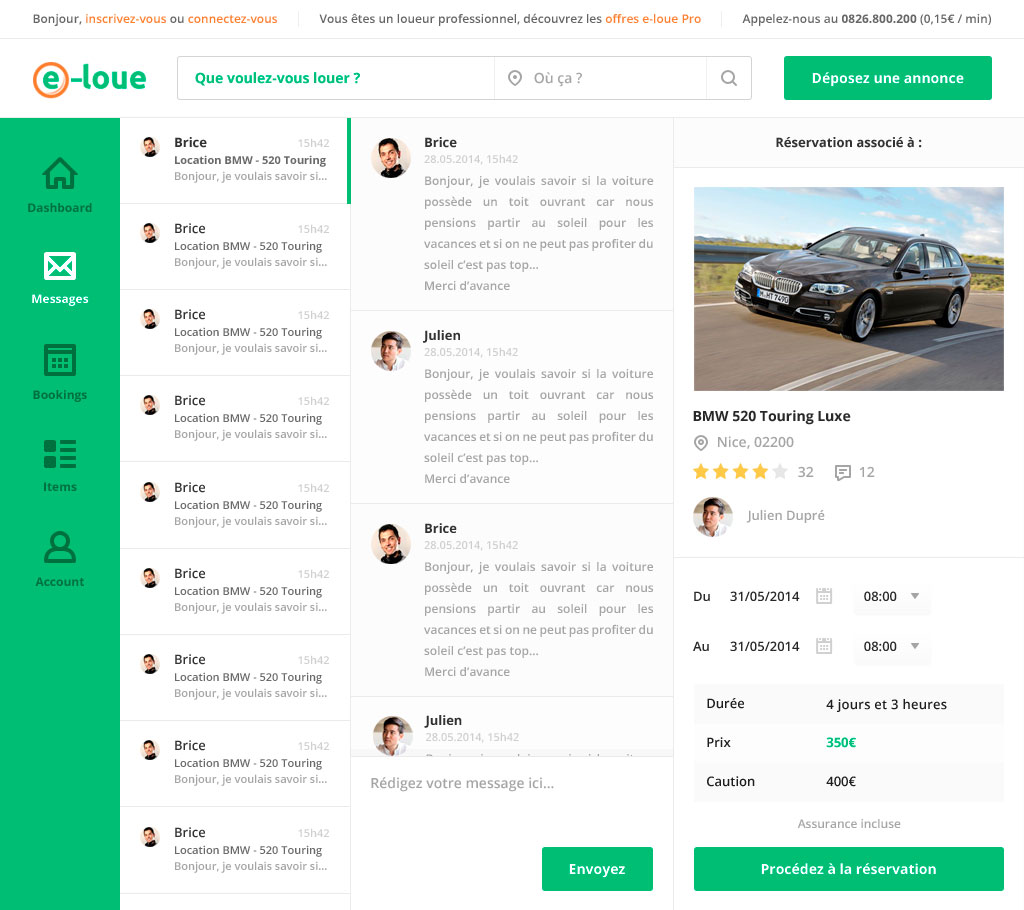 Bonjour, inscrivez-vous ou connectez-vous
Vous êtes un loueur professionnel, découvrez les offres e-loue Pro
Appelez-nous au 0826.800.200 (0,15€ / min)
e-loue
Que voulez-vous louer ?
Où ça ?
Déposez une annonce
Dashboard
Messages
Bookings
Items
Account
Brice 15h42
Location BMW - 520 Touring
Bonjour, je voulais savoir si...
Brice 15h42
Location BMW - 520 Touring
Bonjour, je voulais savoir si...
Brice 15h42
Location BMW - 520 Touring
Bonjour, je voulais savoir si...
Brice 15h42
Location BMW - 520 Touring
Bonjour, je voulais savoir si...
Brice 15h42
Location BMW - 520 Touring
Bonjour, je voulais savoir si...
Brice 15h42
Location BMW - 520 Touring
Bonjour, je voulais savoir si...
Brice 15h42
Location BMW - 520 Touring
Bonjour, je voulais savoir si...
Brice 15h42
Location BMW - 520 Touring
Bonjour, je voulais savoir si...
Brice 15h42
Location BMW - 520 Touring
Bonjour, je voulais savoir si...
Brice
28.05.2014, 15h42
Bonjour, je voulais savoir si la voiture
possède un toit ouvrant car nous
pensions partir au soleil pour les
vacances et si on ne peut pas profiter du
soleil c’est pas top...
Merci d’avance
Julien
28.05.2014, 15h42
Bonjour, je voulais savoir si la voiture
possède un toit ouvrant car nous
pensions partir au soleil pour les
vacances et si on ne peut pas profiter du
soleil c’est pas top...
Merci d’avance
Brice
28.05.2014, 15h42
Bonjour, je voulais savoir si la voiture
possède un toit ouvrant car nous
pensions partir au soleil pour les
vacances et si on ne peut pas profiter du
soleil c’est pas top...
Merci d’avance
Julien
28.05.2014, 15h42
Rédigez votre message ici...
Envoyez
Réservation associé à :
M·HT 7490
BMW 520 Touring Luxe
Nice, 02200
32 12
Julien Dupré
Du 31/05/2014 08:00
Au 31/05/2014 08:00
Durée 4 jours et 3 heures
Prix 350€
Caution 400€
Assurance incluse
Procédez à la réservation